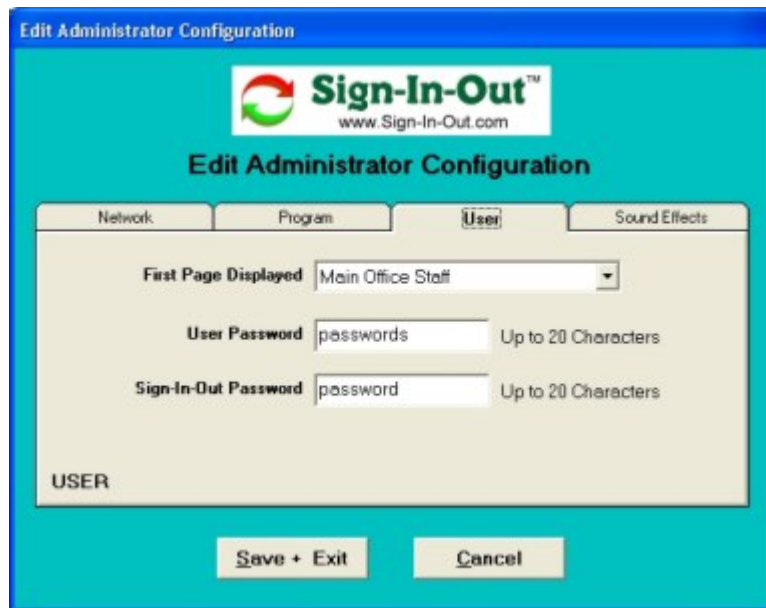 Edit Administrator Configuration
Sign-In-Out™
www.Sign-In-Out.com
Edit Administrator Configuration
Network Program User Sound Effects
First Page Displayed Main Office Staff
User Password passwords Up to 20 Characters
Sign-In-Out Password password Up to 20 Characters
USER
Save + Exit Cancel